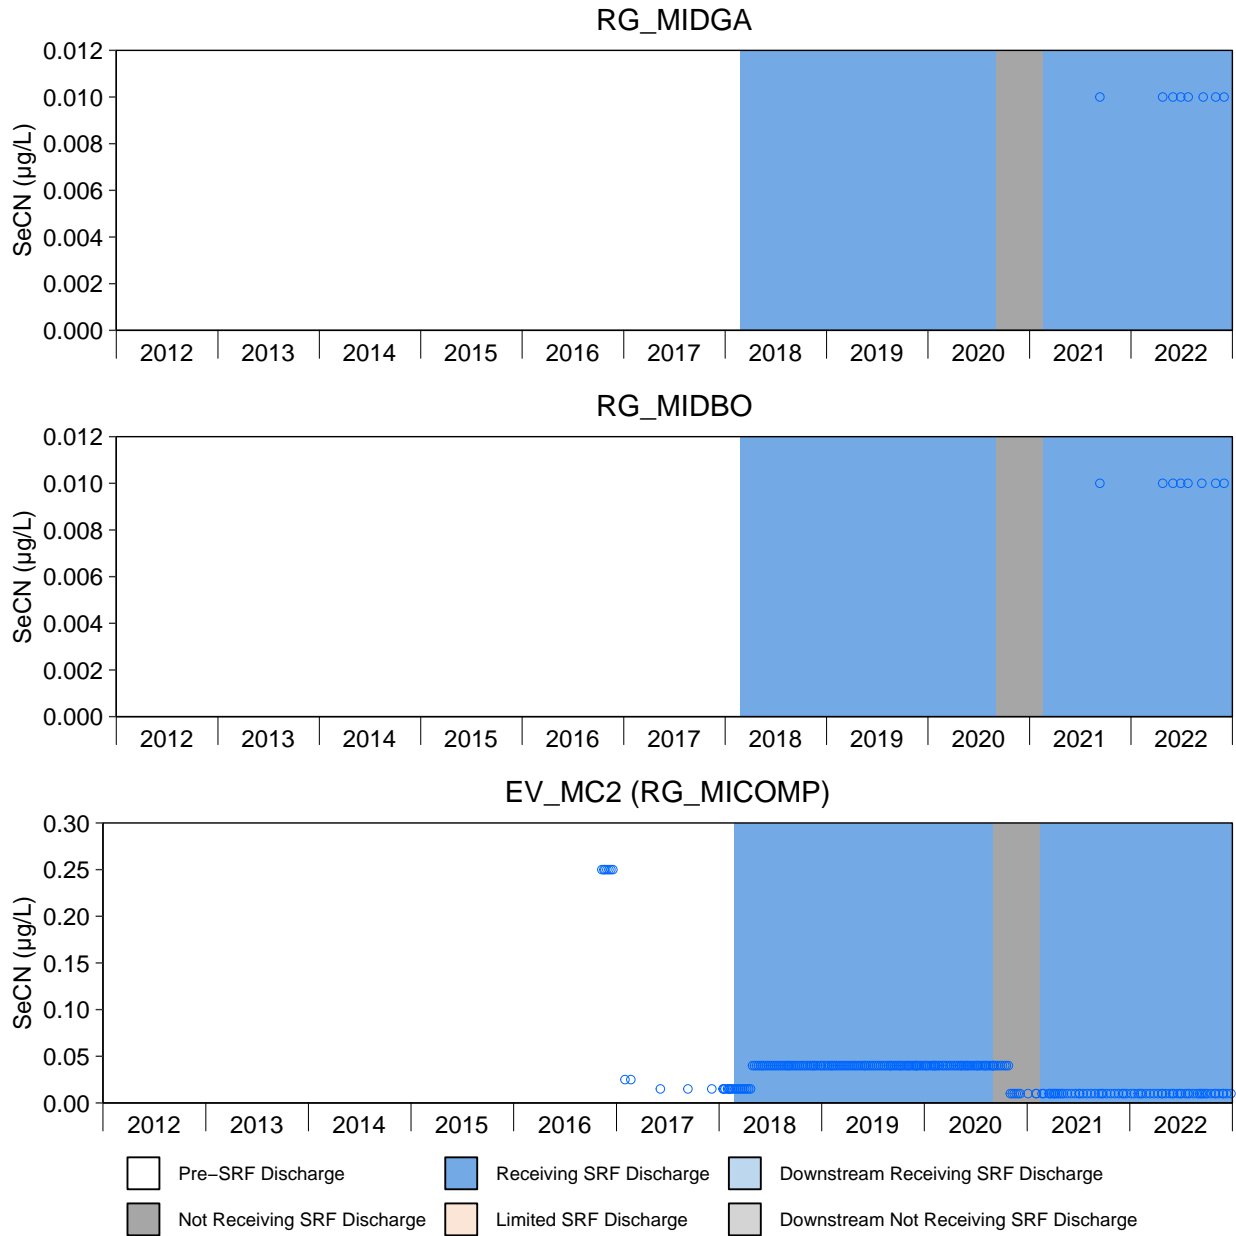 RG_MIDGA
SeCN (µg/L)
0.012
0.010
0.008
0.006
0.004
0.002
0.000
2012 2013 2014 2015 2016 2017 2018 2019 2020 2021 2022
RG_MIDBO
SeCN (µg/L)
0.012
0.010
0.008
0.006
0.004
0.002
0.000
2012 2013 2014 2015 2016 2017 2018 2019 2020 2021 2022
EV_MC2 (RG_MICOMP)
SeCN (µg/L)
0.30
0.25
0.20
0.15
0.10
0.05
0.00
2012 2013 2014 2015 2016 2017 2018 2019 2020 2021 2022
Pre−SRF Discharge Receiving SRF Discharge Downstream Receiving SRF Discharge
Not Receiving SRF Discharge Limited SRF Discharge Downstream Not Receiving SRF Discharge